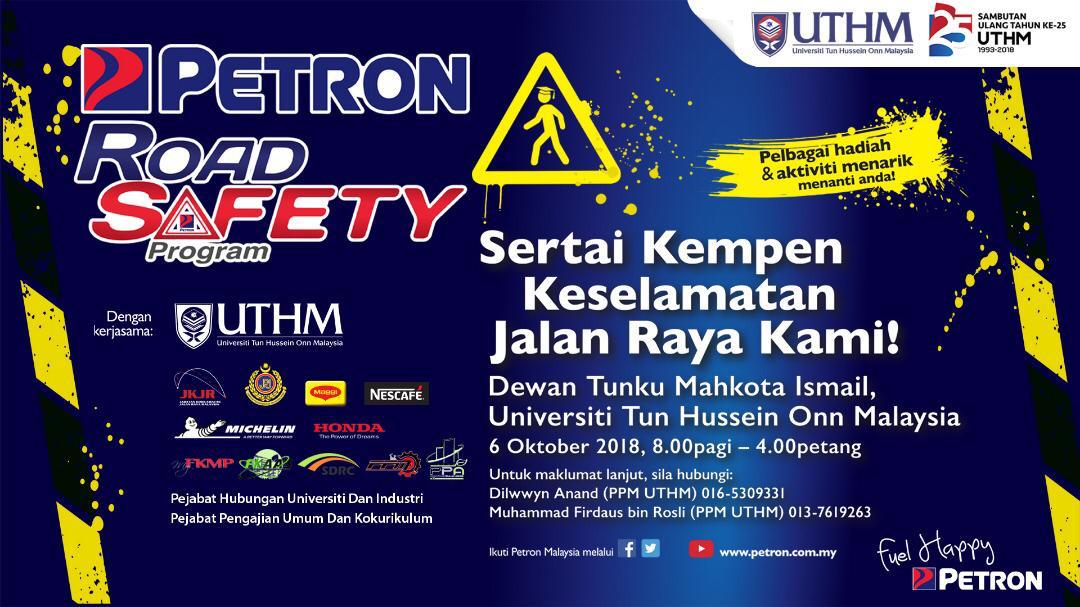 UTHM
Universiti Tun Hussein Onn Malaysia
25
SAMBUTAN
ULANG TAHUN KE-25
UTHM
1993-2018
PETRON
ROAD
SAFETY
Program
Pelbagai hadiah
& aktiviti menarik
menanti anda!
Sertai Kempen
Keselamatan
Jalan Raya Kami!
Dewan Tunku Mahkota Ismail,
Universiti Tun Hussein Onn Malaysia
6 Oktober 2018, 8.00pagi – 4.00petang
Untuk maklumat lanjut, sila hubungi:
Dilwwyn Anand (PPM UTHM) 016-5309331
Muhammad Firdaus bin Rosli (PPM UTHM) 013-7619263
Dengan
kerjasama:
UTHM
Universiti Tun Hussein Onn Malaysia
JKJR
MAGGI
NESCAFÉ
MICHELIN
A BETTER WAY FORWARD
HONDA
The Power of Dreams
FKMP
SDRC
Pejabat Hubungan Universiti Dan Industri
Pejabat Pengajian Umum Dan Kokurikulum
Ikuti Petron Malaysia melalui
www.petron.com.my
Fuel Happy
PETRON